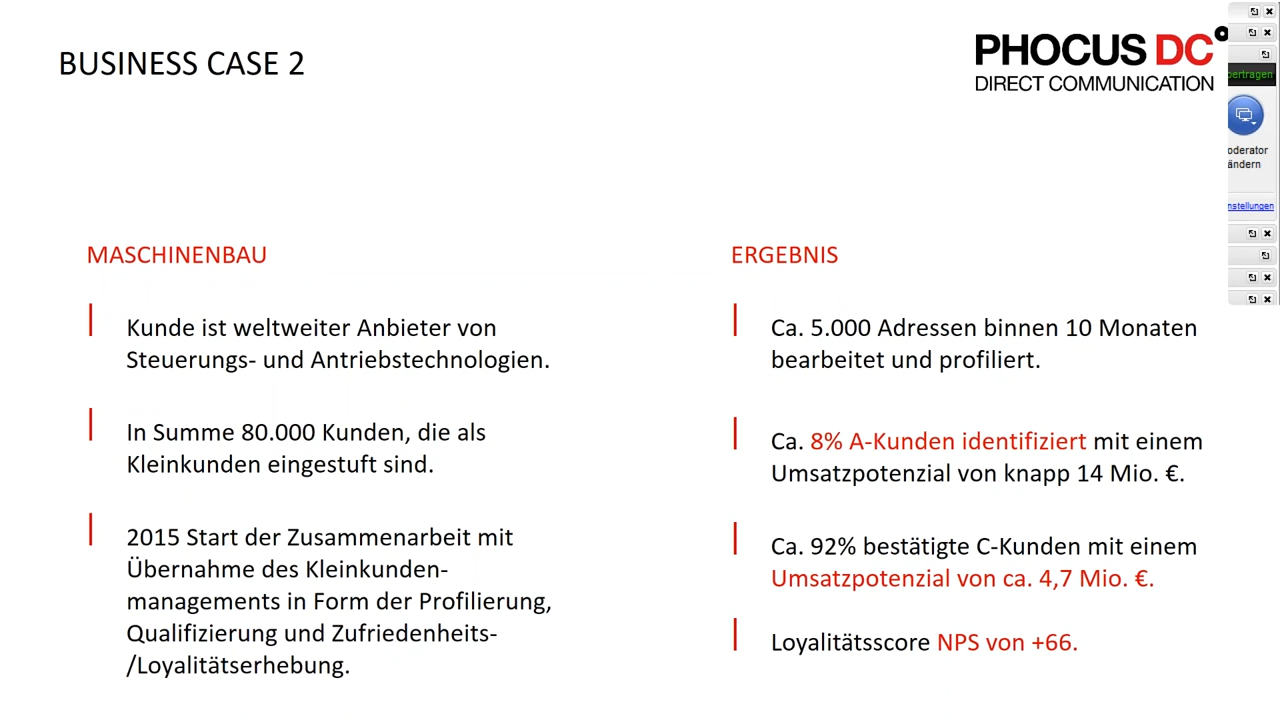 BUSINESS CASE 2
PHOCUS DC
DIRECT COMMUNICATION
MASCHINENBAU
Kunde ist weltweiter Anbieter von
Steuerungs- und Antriebstechnologien.
In Summe 80.000 Kunden, die als
Kleinkunden eingestuft sind.
2015 Start der Zusammenarbeit mit
Übernahme des Kleinkunden-
managements in Form der Profilierung,
Qualifizierung und Zufriedenheits-
/Loyalitätserhebung.
ERGEBNIS
Ca. 5.000 Adressen binnen 10 Monaten
bearbeitet und profiliert.
Ca. 8% A-Kunden identifiziert mit einem
Umsatzpotenzial von knapp 14 Mio. €.
Ca. 92% bestätigte C-Kunden mit einem
Umsatzpotenzial von ca. 4,7 Mio. €.
Loyalitätsscore NPS von +66.
bertragen
oderator
ändern
nstellungen